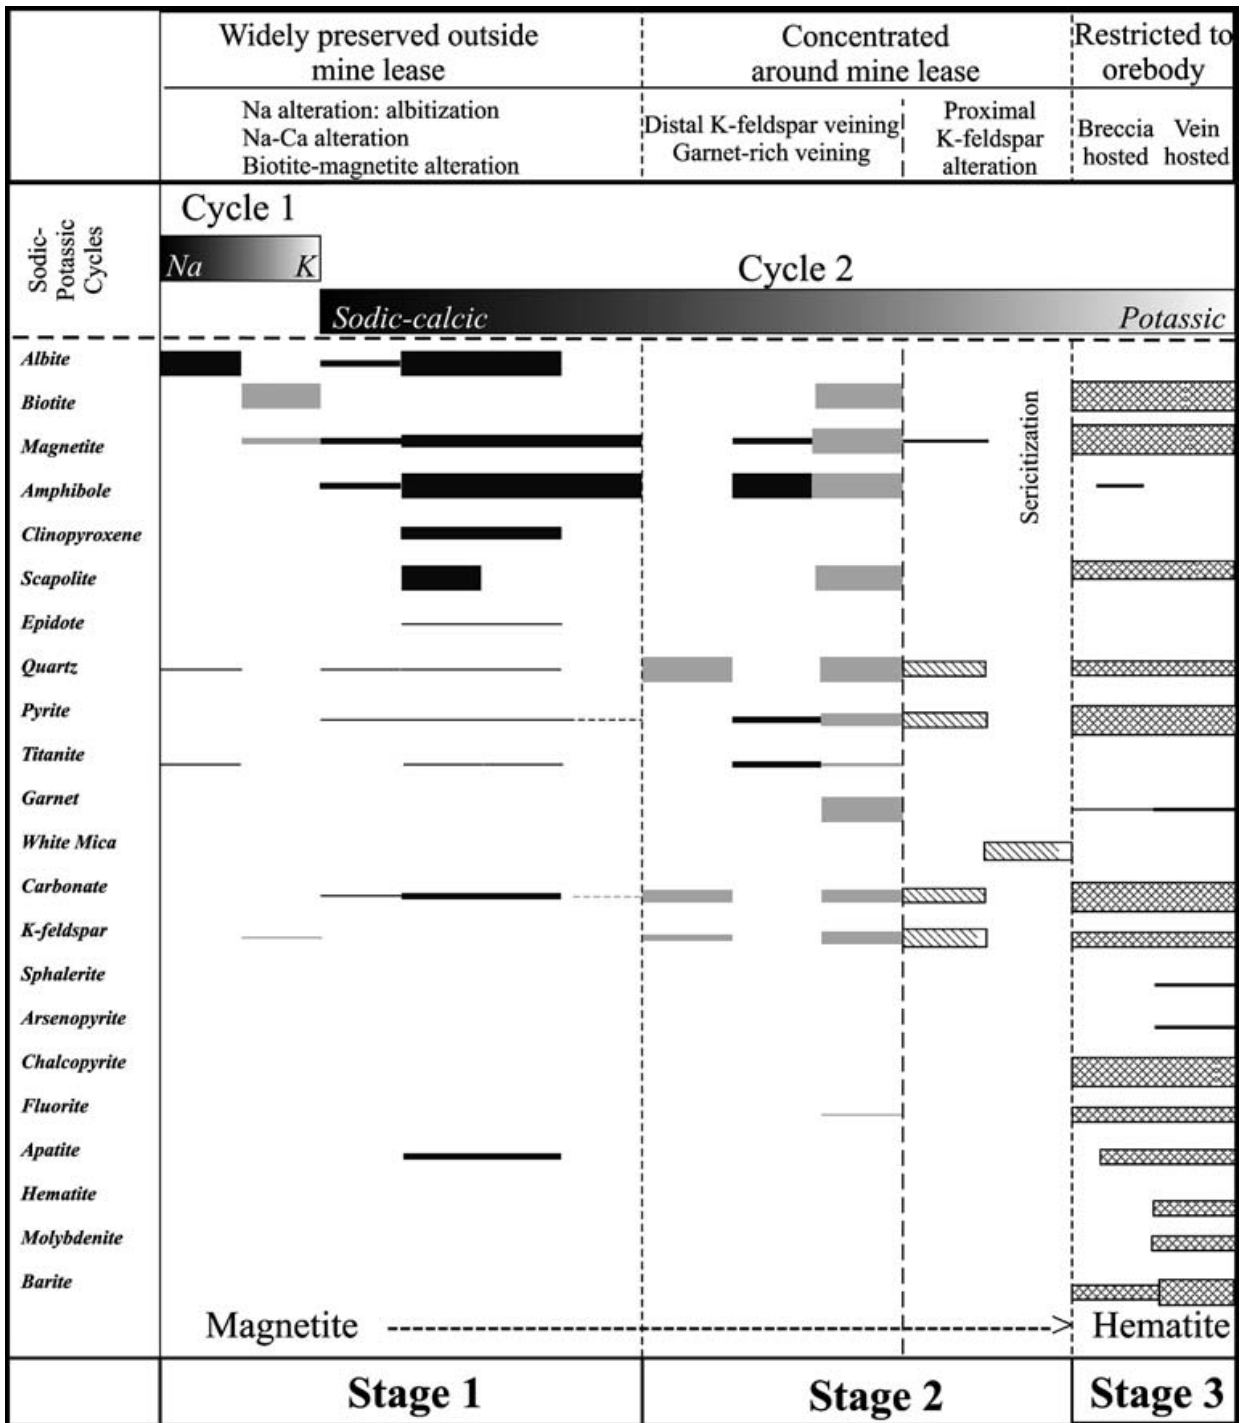 Widely preserved outside
mine lease
Concentrated
around mine lease
Restricted to
orebody
Na alteration: albitization
Na-Ca alteration
Biotite-magnetite alteration
Distal K-feldspar veining
Garnet-rich veining
Proximal
K-feldspar
alteration
Breccia
hosted
Vein
hosted
Sodic-
Potassic
Cycles
Cycle 1
Na K
Cycle 2
Sodic-calcic Potassic
Albite
Biotite
Magnetite
Amphibole
Clinopyroxene
Scapolite
Epidote
Quartz
Pyrite
Titanite
Garnet
White Mica
Carbonate
K-feldspar
Sphalerite
Arsenopyrite
Chalcopyrite
Fluorite
Apatite
Hematite
Molybdenite
Barite
Sericitization
Magnetite Hematite
Stage 1 Stage 2 Stage 3